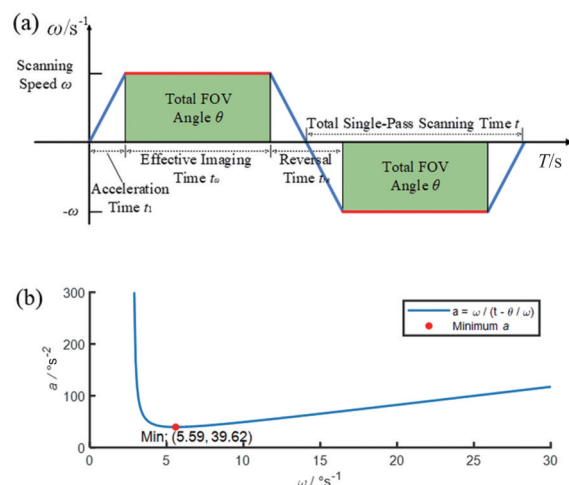 (a)
ω/s⁻¹
Scanning
Speed ω
Total FOV
Angle θ
Total Single-Pass Scanning Time t
Effective Imaging
Time tω
Reversal
Time
Total FOV
Angle θ
T/s
Acceleration
Time t₁
-ω
(b)
300
200
100
0
a / °s⁻²
a = ω / (t - θ / ω)
Minimum a
Min: (5.59, 39.62)
0 5 10 15 20 25 30
ω / °s⁻¹